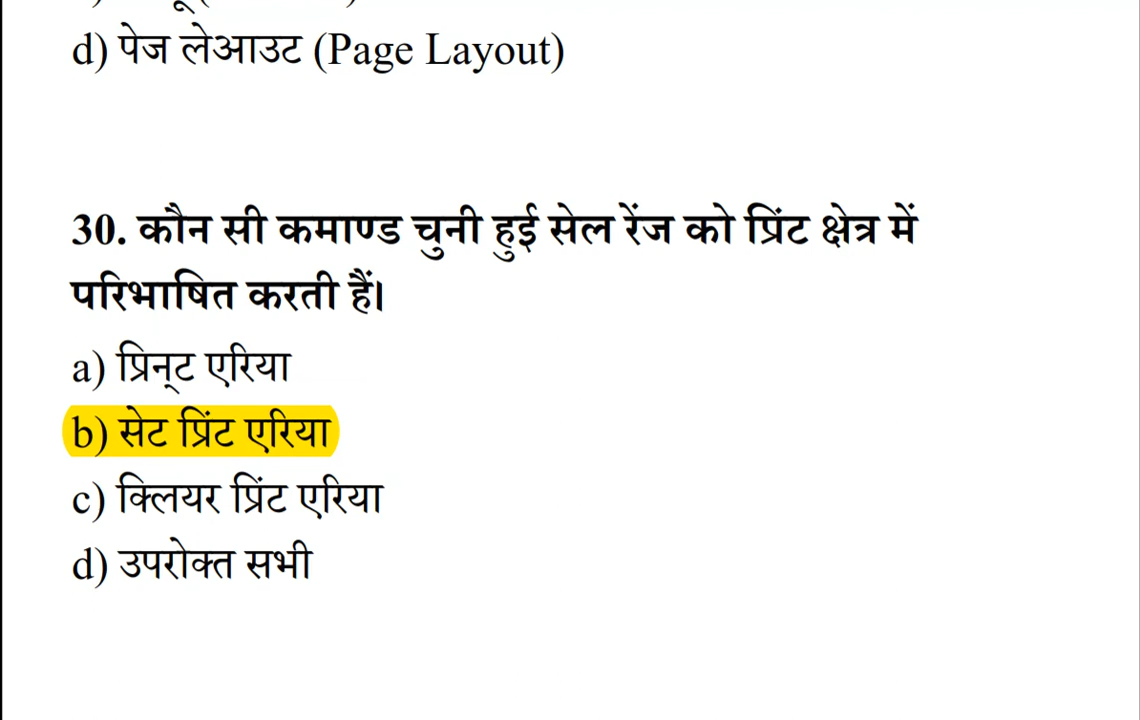 d) पेज लेआउट (Page Layout)
30. कौन सी कमाण्ड चुनी हुई सेल रेंज को प्रिंट क्षेत्र में
परिभाषित करती हैं।
a) प्रिन्‌ट एरिया
b) सेट प्रिंट एरिया
c) क्लियर प्रिंट एरिया
d) उपरोक्त सभी